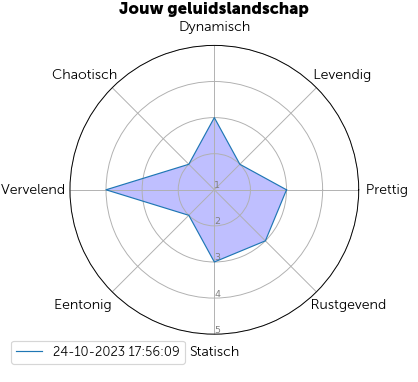 Jouw geluidslandschap
Dynamisch
Chaotisch
Levendig
Vervelend
1
Prettig
2
3
4
Eentonig
Rustgevend
5
24-10-2023 17:56:09
Statisch